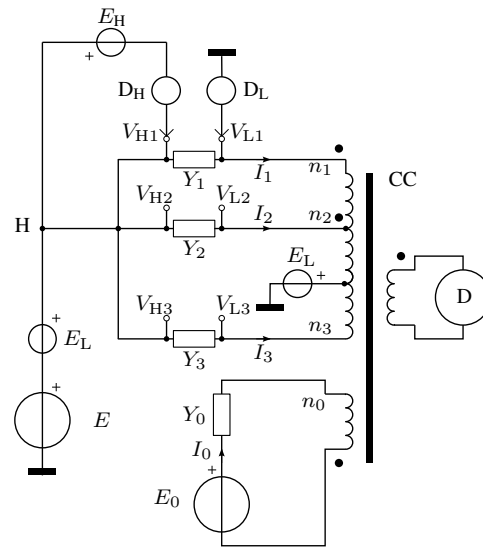 E_H
+
D_H
D_L
V_H1
V_L1
Y_1
I_1
n_1
CC
V_H2
V_L2
n_2
H
Y_2
I_2
E_L
+
D
+
E_L
V_H3
V_L3
n_3
Y_3
I_3
+
E
Y_0
n_0
I_0
+
E_0